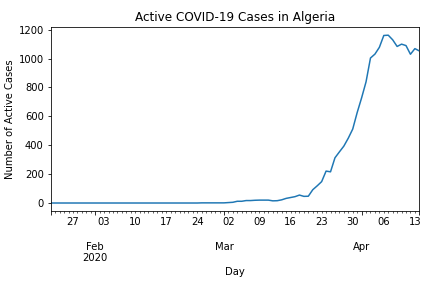 Active COVID-19 Cases in Algeria
Number of Active Cases
1200
1000
800
600
400
200
0
27 03 10 17 24 02 09 16 23 30 06 13
Feb Mar Apr
2020
Day